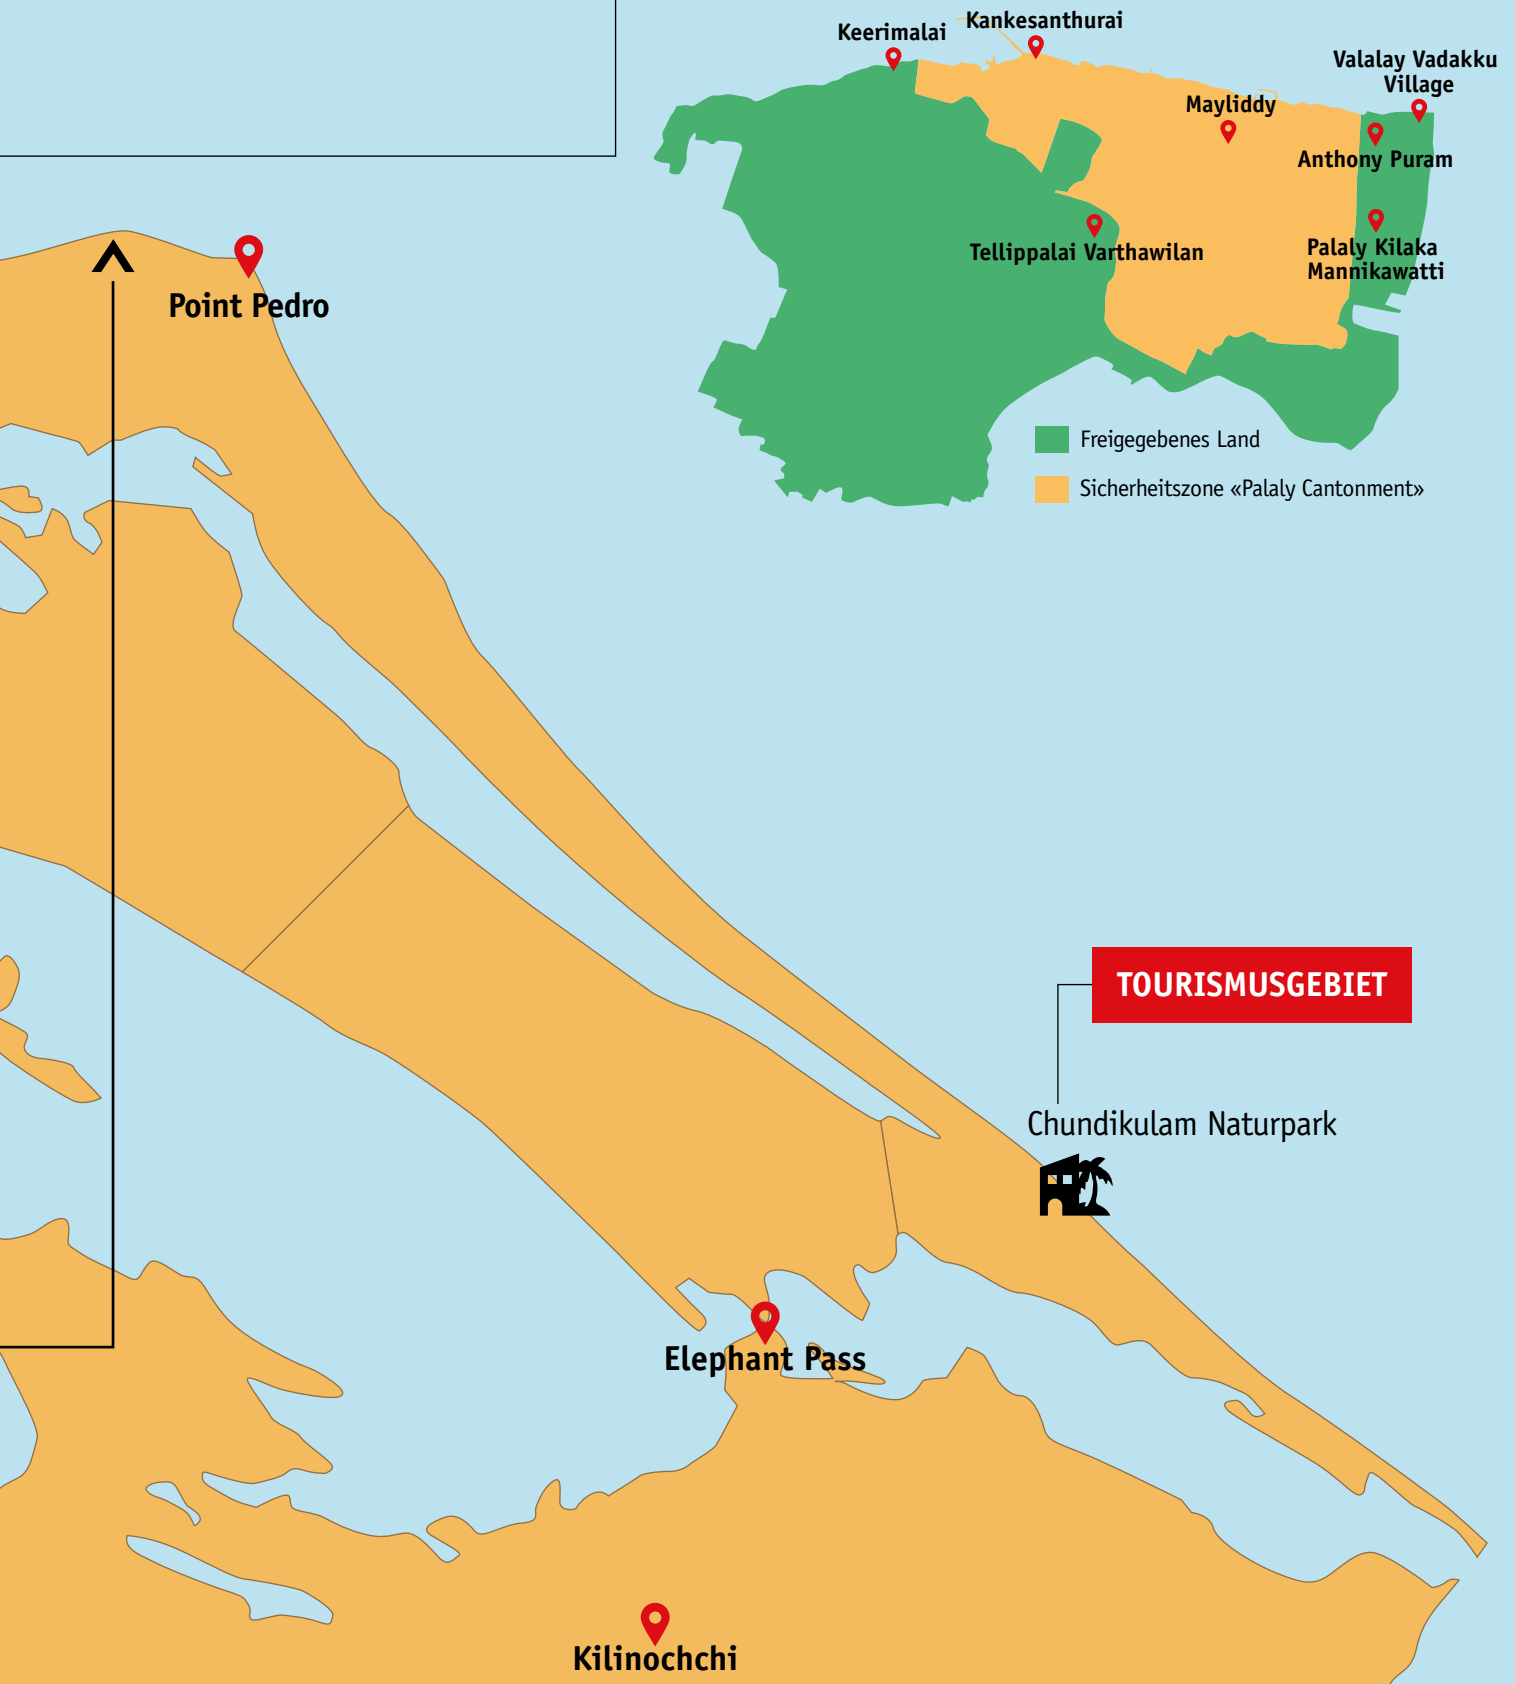 Kankesanthurai
Keerimalai
Valalay Vadakku
Village
Mayliddy
Anthony Puram
Tellippalai Varthawilan
Palaly Kilaka
Mannikawatti
Point Pedro
Freigegebenes Land
Sicherheitszone «Palaly Cantonment»
TOURISMUSGEBIET
Chundikulam Naturpark
Elephant Pass
Kilinochchi